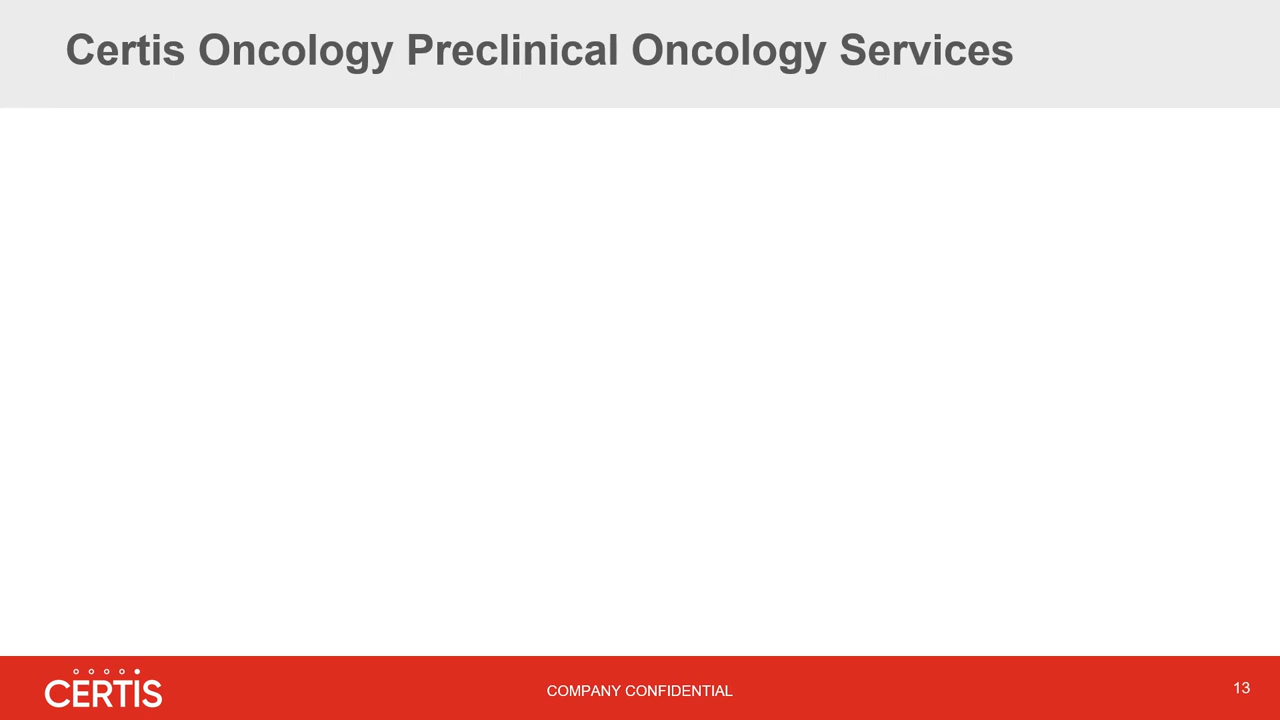 Certis Oncology Preclinical Oncology Services
CERTIS
COMPANY CONFIDENTIAL
13